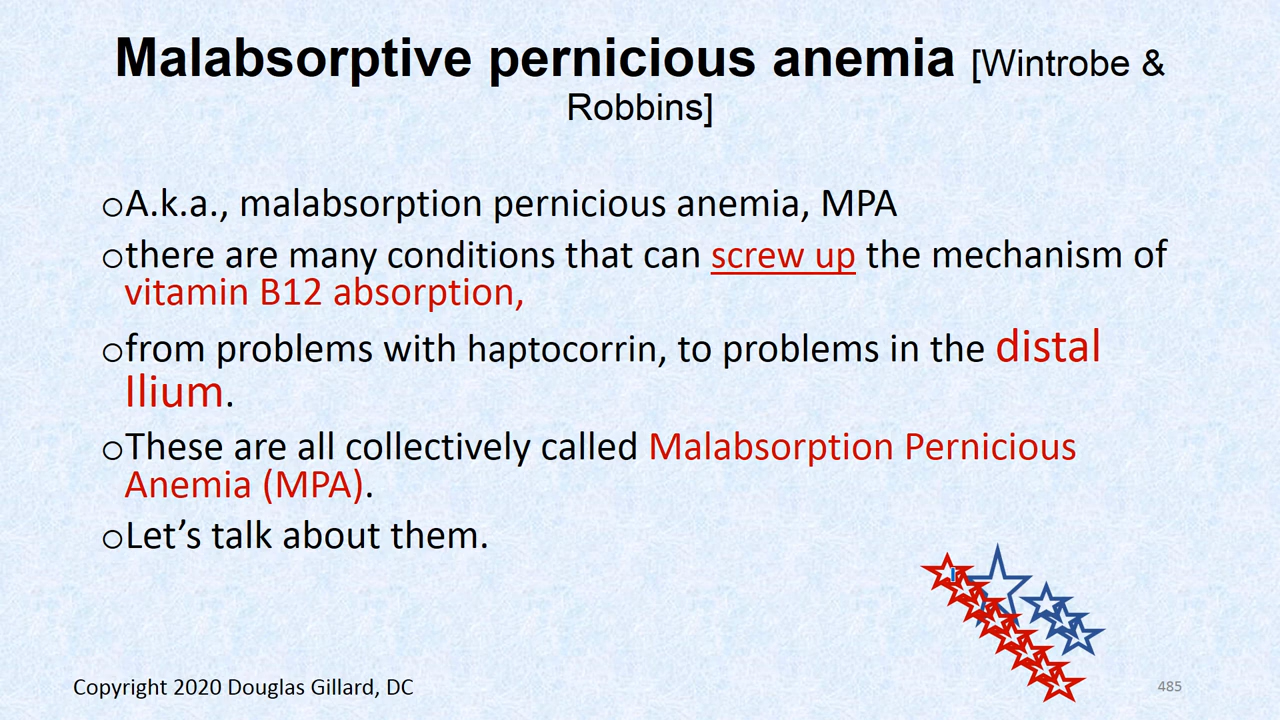 Malabsorptive pernicious anemia [Wintrobe &
Robbins]
oA.k.a., malabsorption pernicious anemia, MPA
othere are many conditions that can screw up the mechanism of
vitamin B12 absorption,
ofrom problems with haptocorrin, to problems in the distal
Ilium.
oThese are all collectively called Malabsorption Pernicious
Anemia (MPA).
oLet’s talk about them.
Copyright 2020 Douglas Gillard, DC
485